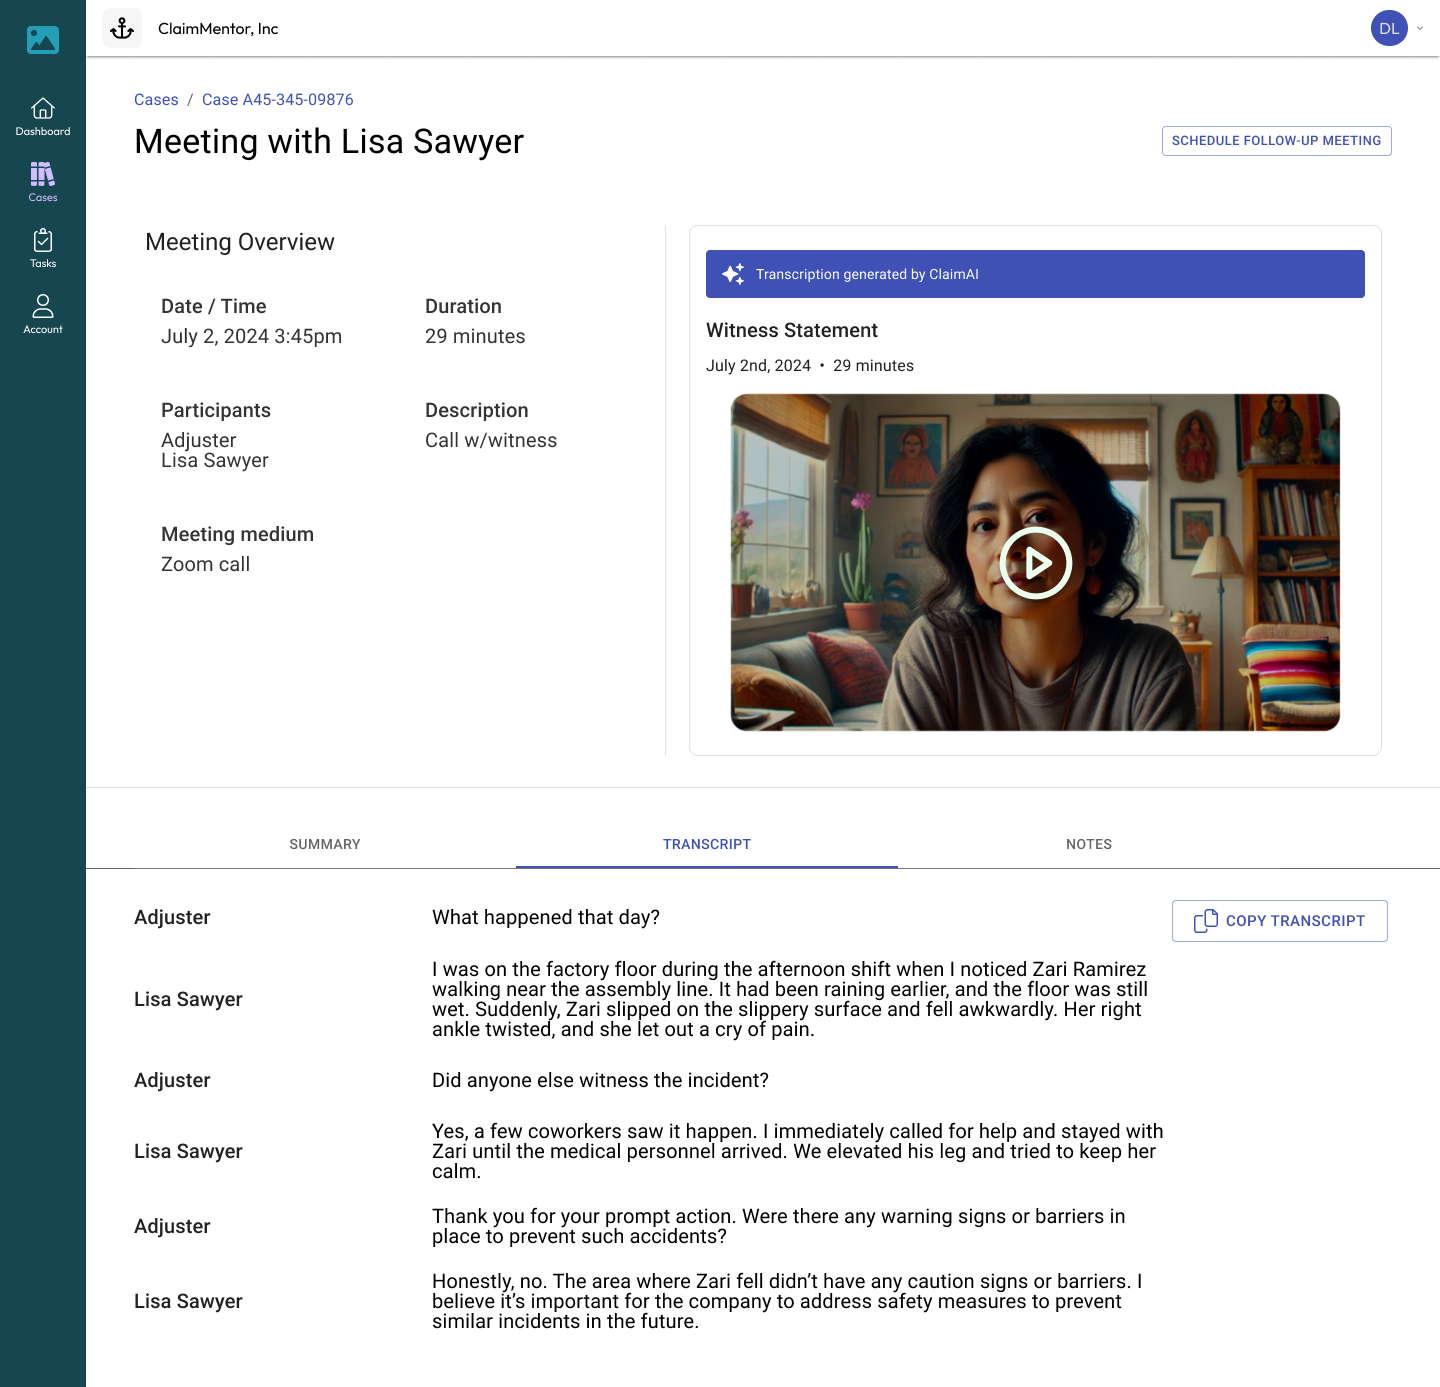 ClaimMentor, Inc
DL
Dashboard
Cases
Tasks
Account
Cases / Case A45-345-09876
Meeting with Lisa Sawyer
SCHEDULE FOLLOW-UP MEETING
Meeting Overview
Date / Time
July 2, 2024 3:45pm
Duration
29 minutes
Participants
Adjuster
Lisa Sawyer
Description
Call w/witness
Meeting medium
Zoom call
Transcription generated by ClaimAI
Witness Statement
July 2nd, 2024 • 29 minutes
SUMMARY
TRANSCRIPT
NOTES
COPY TRANSCRIPT
Adjuster
What happened that day?
Lisa Sawyer
I was on the factory floor during the afternoon shift when I noticed Zari Ramirez
walking near the assembly line. It had been raining earlier, and the floor was still
wet. Suddenly, Zari slipped on the slippery surface and fell awkwardly. Her right
ankle twisted, and she let out a cry of pain.
Adjuster
Did anyone else witness the incident?
Lisa Sawyer
Yes, a few coworkers saw it happen. I immediately called for help and stayed with
Zari until the medical personnel arrived. We elevated his leg and tried to keep her
calm.
Adjuster
Thank you for your prompt action. Were there any warning signs or barriers in
place to prevent such accidents?
Lisa Sawyer
Honestly, no. The area where Zari fell didn’t have any caution signs or barriers. I
believe it’s important for the company to address safety measures to prevent
similar incidents in the future.